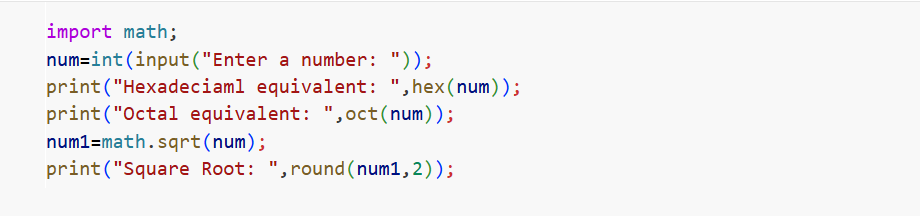 import math;
num=int(input("Enter a number: "));
print("Hexadeciaml equivalent: ",hex(num));
print("Octal equivalent: ",oct(num));
num1=math.sqrt(num);
print("Square Root: ",round(num1,2));